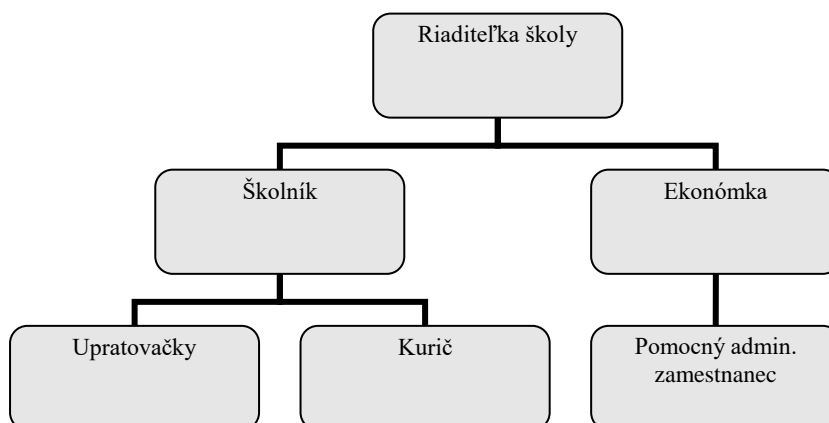 Riaditeľka školy
Školník
Ekonómka
Upratovačky
Kurič
Pomocný admin.
zamestnanec